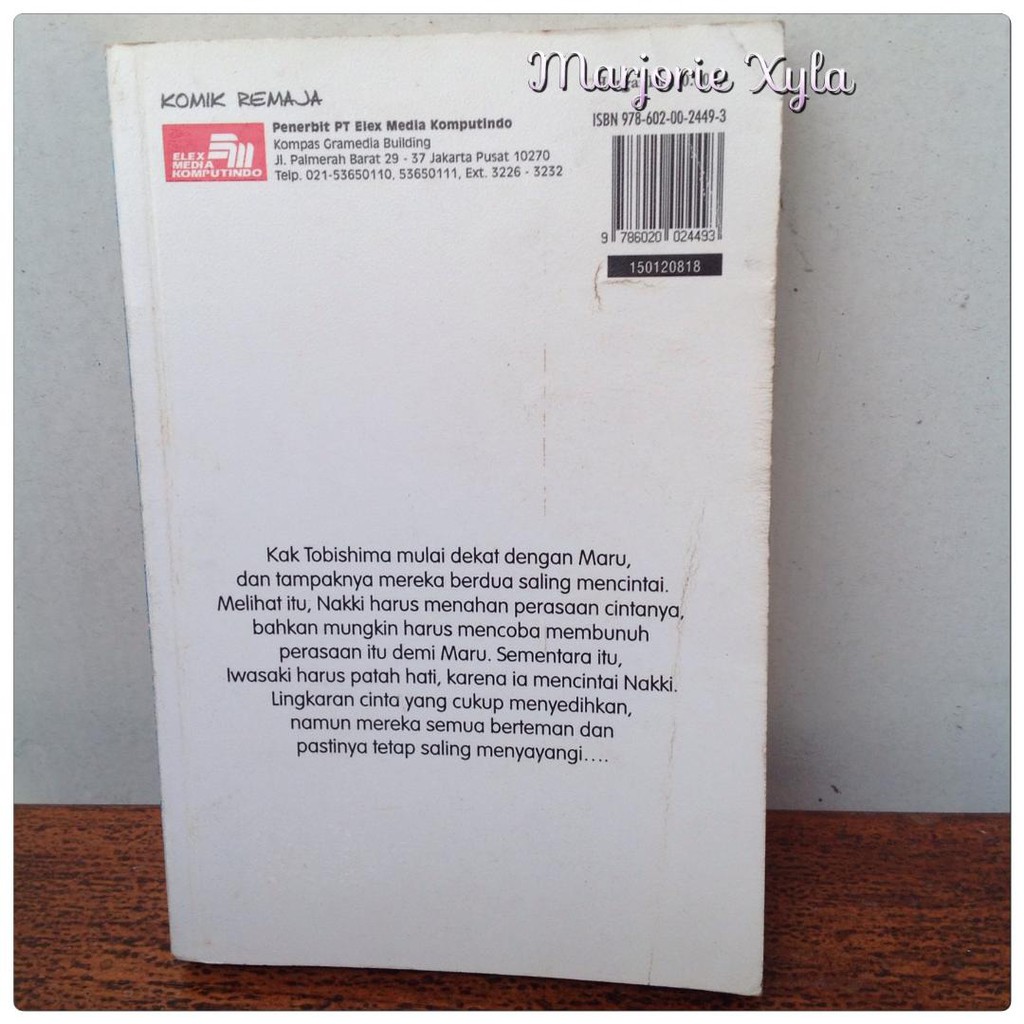 Marjorie Xyla
KOMIK REMAJA
ELEX
MEDIA
KOMPUTINDO
Penerbit PT Elex Media Komputindo
Kompas Gramedia Building
Jl. Palmerah Barat 29 - 37 Jakarta Pusat 10270
Telp. 021-53650110, 53650111, Ext. 3226 - 3232
ISBN 978-602-00-2449-3
9 786020 024493
150120818
Kak Tobishima mulai dekat dengan Maru,
dan tampaknya mereka berdua saling mencintai.
Melihat itu, Nakki harus menahan perasaan cintanya,
bahkan mungkin harus mencoba membunuh
perasaan itu demi Maru. Sementara itu,
Iwasaki harus patah hati, karena ia mencintai Nakki.
Lingkaran cinta yang cukup menyedihkan,
namun mereka semua berteman dan
pastinya tetap saling menyayangi....